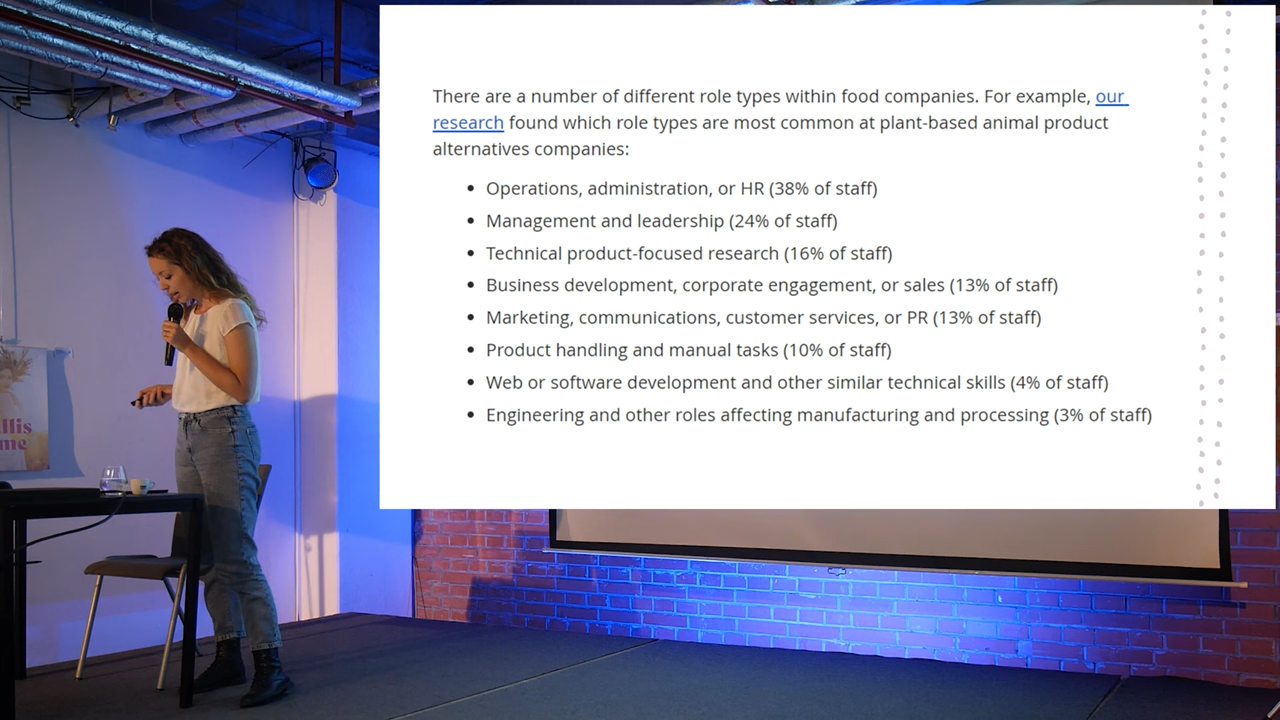 There are a number of different role types within food companies. For example, our
research found which role types are most common at plant-based animal product
alternatives companies:
• Operations, administration, or HR (38% of staff)
• Management and leadership (24% of staff)
• Technical product-focused research (16% of staff)
• Business development, corporate engagement, or sales (13% of staff)
• Marketing, communications, customer services, or PR (13% of staff)
• Product handling and manual tasks (10% of staff)
• Web or software development and other similar technical skills (4% of staff)
• Engineering and other roles affecting manufacturing and processing (3% of staff)